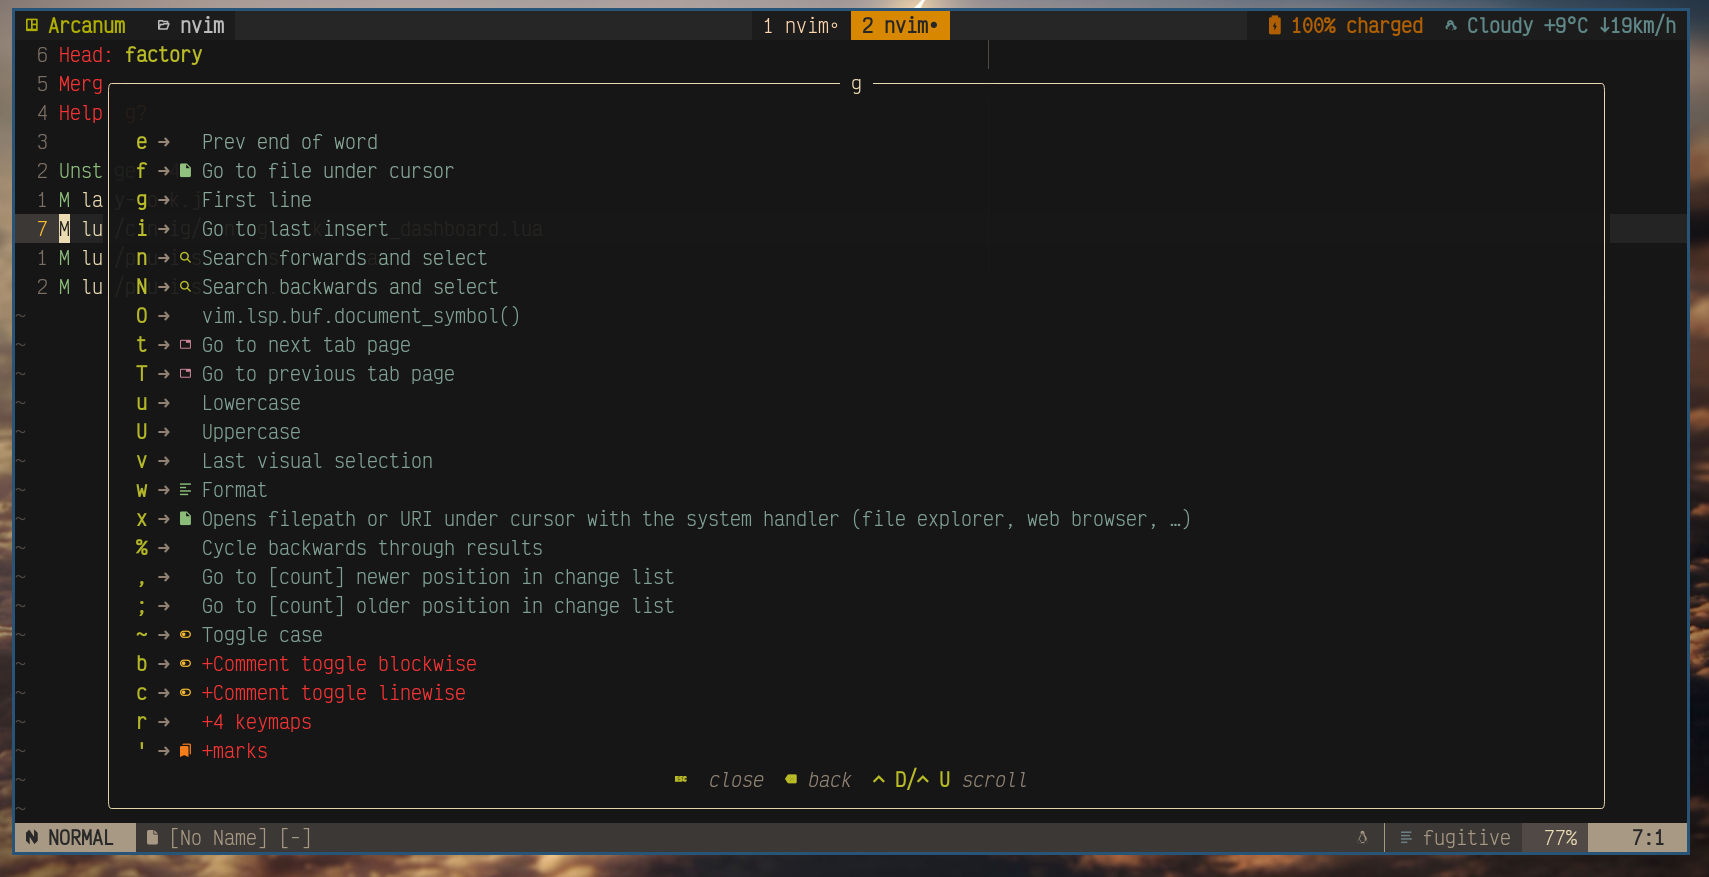 Arcanum nvim 1 nvim◦ 2 nvim• 100% charged Cloudy +9°C ↓19km/h
6 Head: factory
5 Merg
g
4 Help g?
3 e → Prev end of word
2 Unst f → Go to file under cursor
1 M la g → First line
7 M lu i → Go to last insert _dashboard.lua
1 M lu n → Search forwards and select
2 M lu N → Search backwards and select
~ O → vim.lsp.buf.document_symbol()
~ t → Go to next tab page
~ T → Go to previous tab page
~ u → Lowercase
~ U → Uppercase
~ v → Last visual selection
~ w → Format
~ x → Opens filepath or URI under cursor with the system handler (file explorer, web browser, …)
~ % → Cycle backwards through results
~ , → Go to [count] newer position in change list
~ ; → Go to [count] older position in change list
~ ~ → Toggle case
~ b → +Comment toggle blockwise
~ c → +Comment toggle linewise
~ r → +4 keymaps
~ ' → +marks
~ ESC close back ^ D/^ U scroll
~
NORMAL [No Name] [-] fugitive 77% 7:1